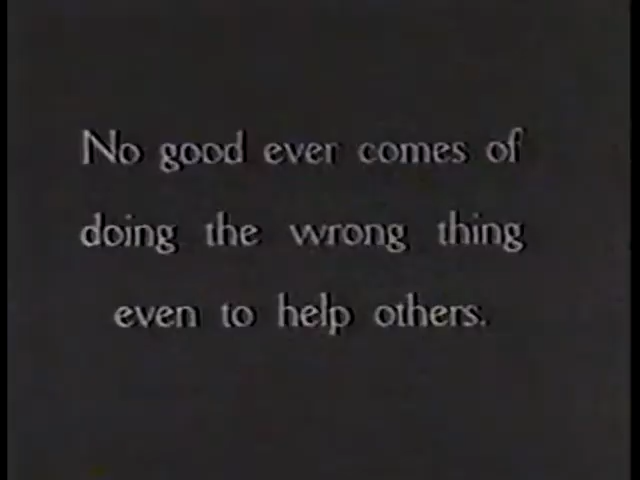 No good ever comes of
doing the wrong thing
even to help others.